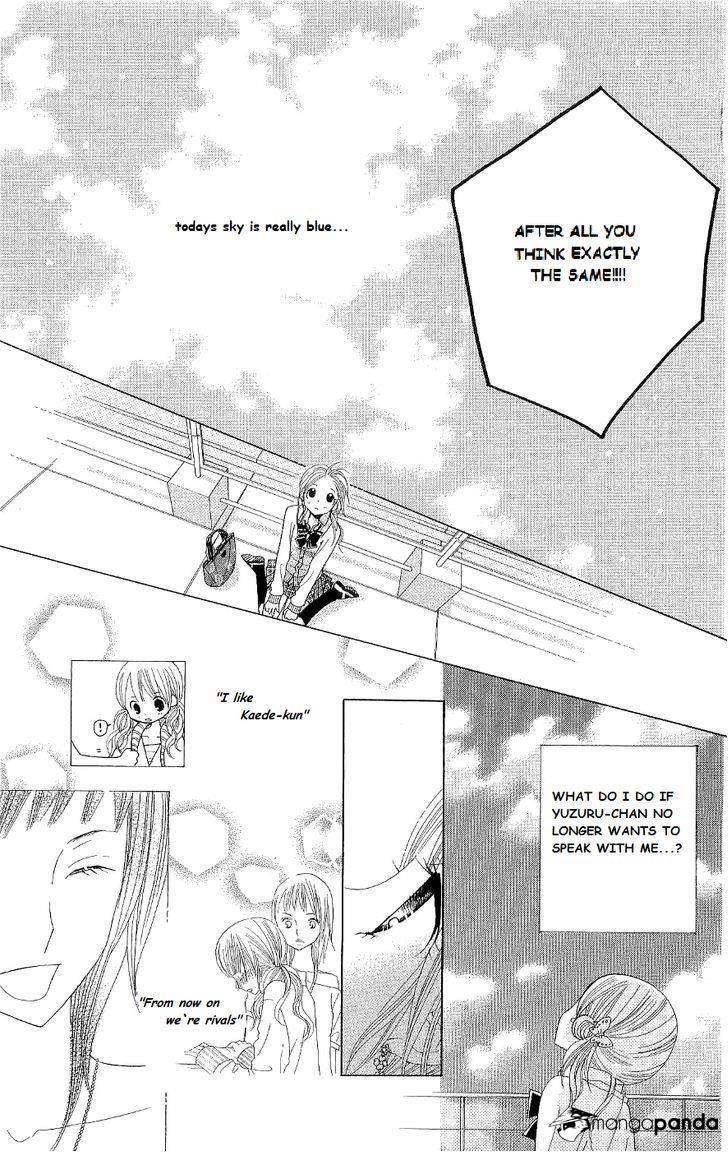 AFTER ALL YOU
THINK EXACTLY
THE SAME!!!!
todays sky is really blue...
!
"I like
Kaede-kun"
WHAT DO I DO IF
YUZURU-CHAN NO
LONGER WANTS TO
SPEAK WITH ME...?
"From now on
we`re rivals"
mangapanda